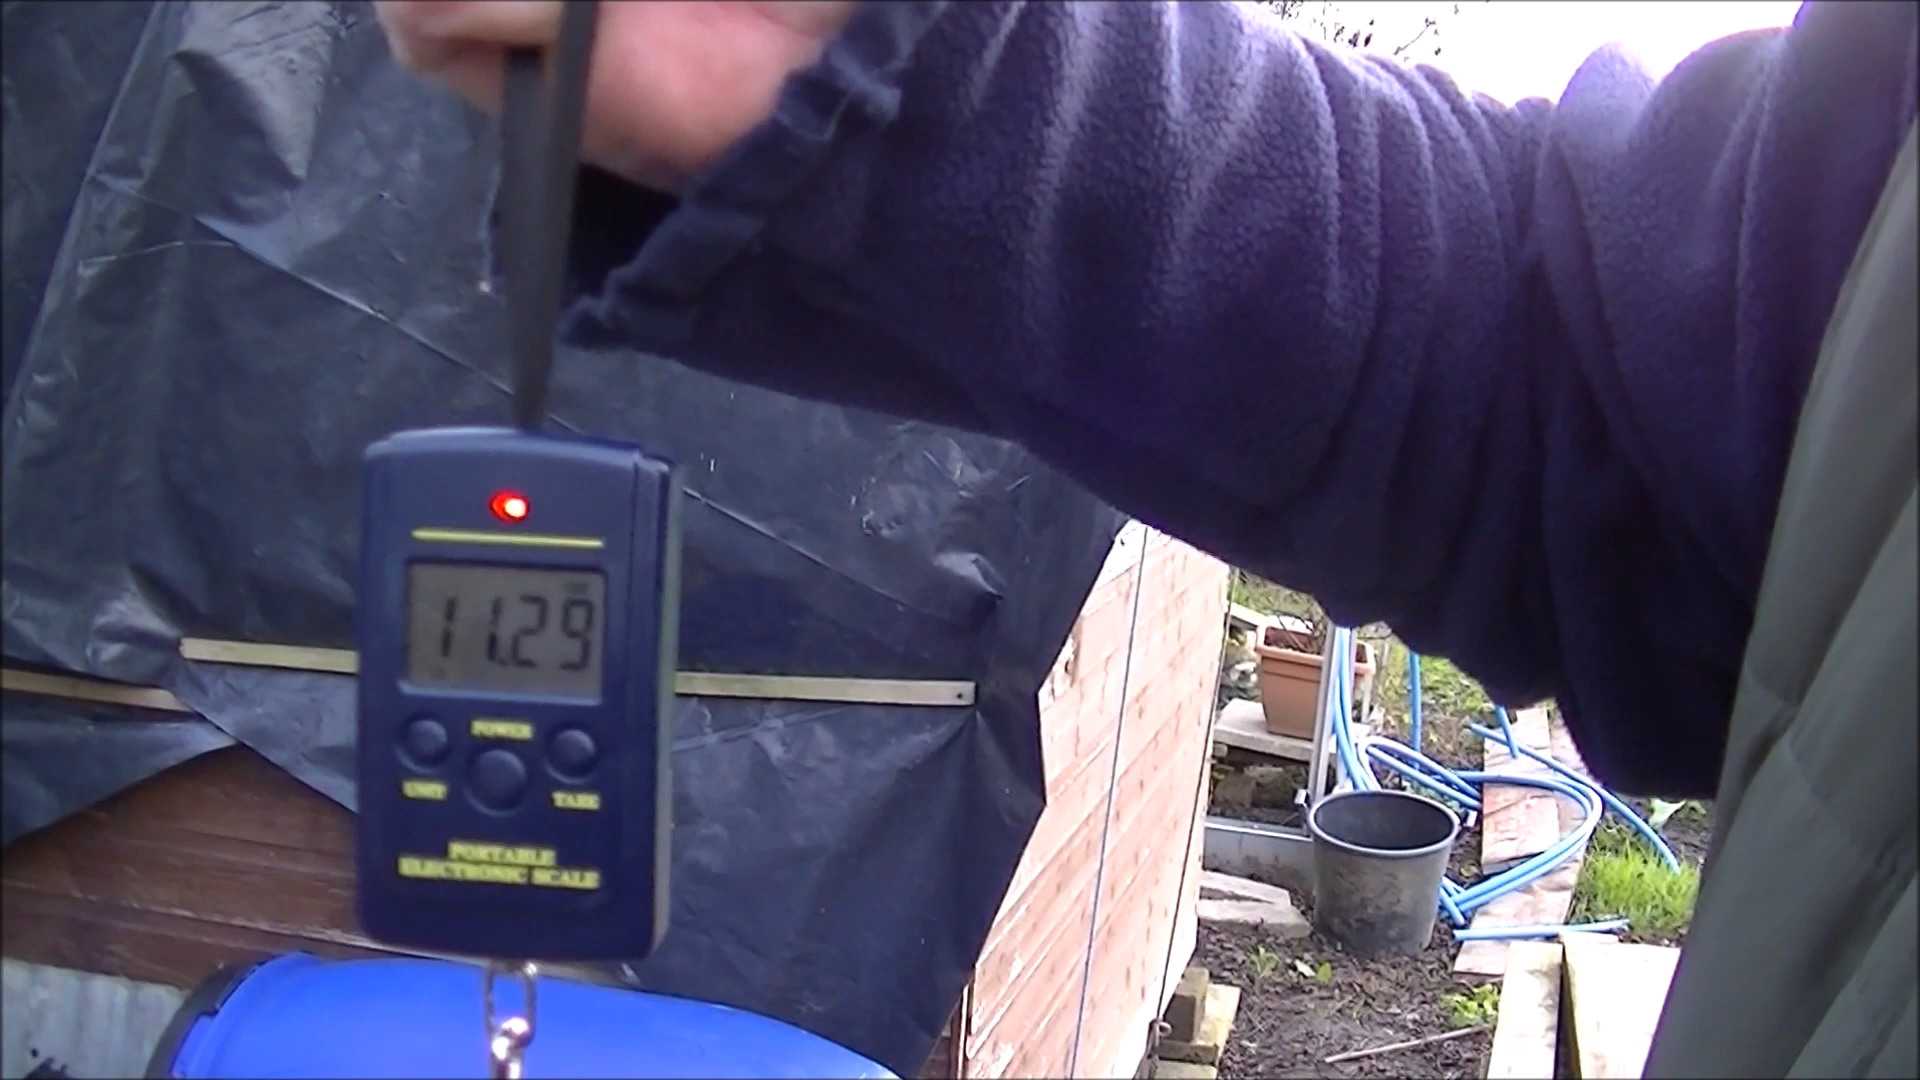 11.29
POWER
UNIT TARE
PORTABLE
ELECTRONIC SCALE